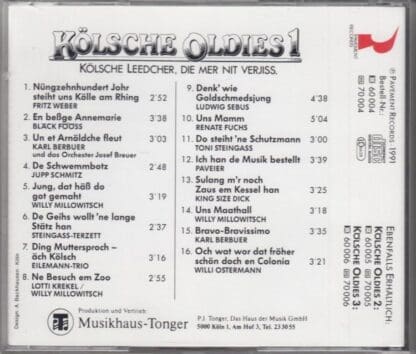 KÖLSCHE OLDIES 1
KÖLSCHE LEEDCHER, DIE MER NIT VERJISS.
1. Nüngzehnhundert Johr
steiht uns Kölle am Rhing 2:52
FRITZ WEBER
2. En beßge Annemarie 2:38
BLACK FÖÖSS
3. Un et Arnöldche fleut 3:03
KARL BERBUER
und das Orchester Josef Breuer
4. De Schwemmbotz 2:48
JUPP SCHMITZ
5. Jung, dat häß do
got gemaht 3:19
WILLY MILLOWITSCH
6. De Geihs wollt 'ne lange
Stätz han 2:37
STEINGASS-TERZETT
7. Ding Muttersproch –
äch Kölsch 3:16
EILEMANN-TRIO
8. Ne Besuch em Zoo 2:55
LOTTI KREKEL /
WILLY MILLOWITSCH
9. Denk' wie
Goldschmedsjung 4:38
LUDWIG SEBUS
10. Uns Mamm 5:04
RENATE FUCHS
11. Do steiht 'ne Schutzmann 3:00
TONI STEINGASS
12. Ich han de Musik bestellt 3:39
PAVEIER
13. Sulang m'r noch
Zaus em Kessel han 3:25
KING SIZE DICK
14. Uns Maathall 3:18
WILLY MILLOWITSCH
15. Bravo-Bravissimo 3:35
KARL BERBUER
16. Och wat wor dat fröher
schön doch en Colonia 3:21
WILLI OSTERMANN
Produktion und Vertrieb:
Musikhaus-Tonger
P.J. Tonger, Das Haus der Musik GmbH
5000 Köln 1, Am Hof 3, Tel. 23 30 55
PAVEMENT
RECORDS
℗ PAVEMENT RECORDS 1991
Bestell Nr.:
60 004
70 004
EBENFALLS ERHÄLTLICH:
KÖLSCHE OLDIES 2:
60 005
70 005
KÖLSCHE OLDIES 3:
60 006
70 006